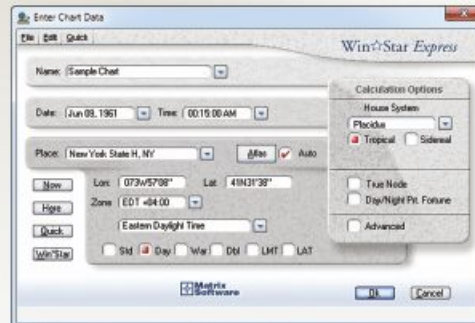 Enter Chart Data
File Edit Quick
Win☆Star Express
Name: Sample Chart
Date: Jun 09, 1961 Time: 00:15:00 AM
Place: New York State H, NY Atlas Auto
Now Lon: 073W57'08" Lat: 41N31'38"
Here Zone: EDT +04:00
Quick Eastern Daylight Time
Win*Star Std Day War Dbl LMT LAT
Calculation Options
House System
Placidus
Tropical Sidereal
True Node
Day/Night Prt. Fortune
Advanced
Matrix
Software
Ok Cancel